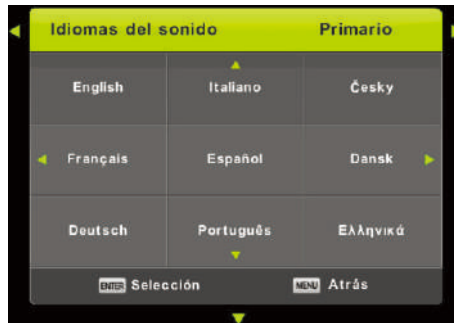 Idiomas del sonido Primario
English Italiano Česky
Français Español Dansk
Deutsch Português Ελληνικά
ENTER Selección MENU Atrás